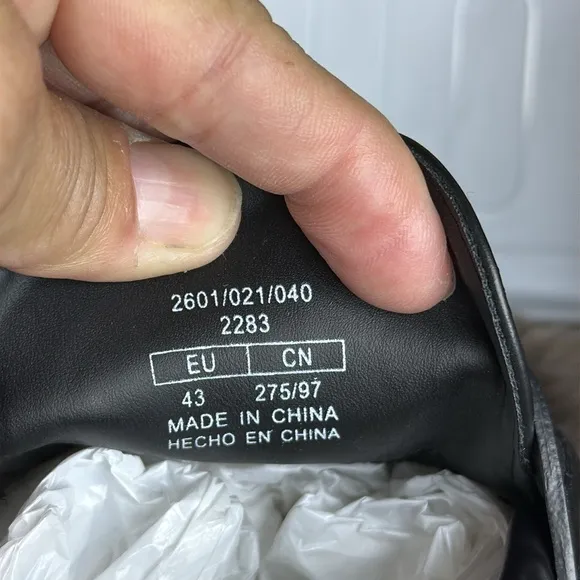 2601/021/040
2283
EU CN
43 275/97
MADE IN CHINA
HECHO EN CHINA